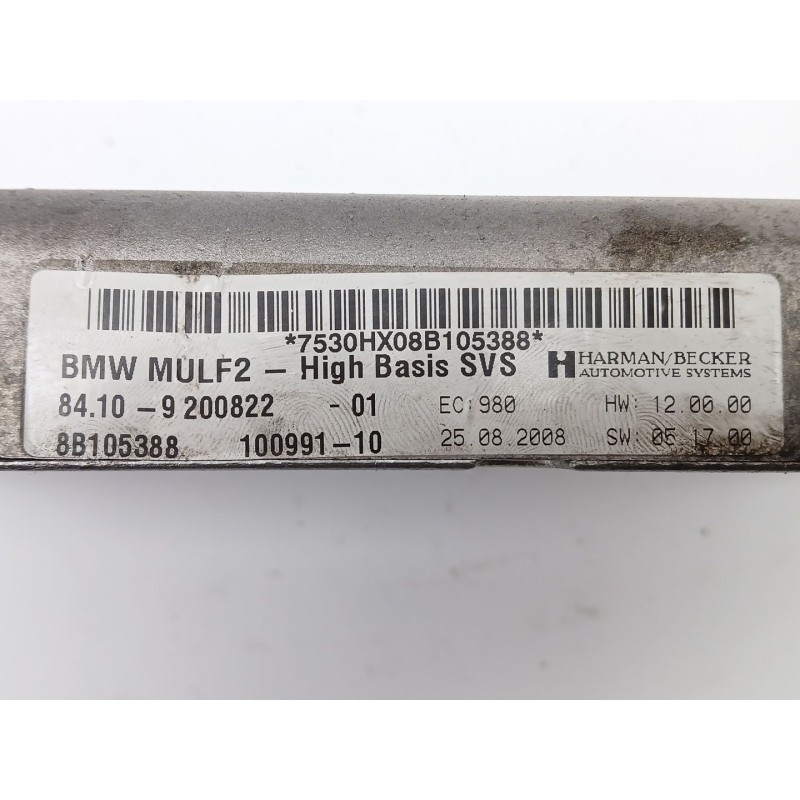 *7530HX08B105388*
BMW MULF2 – High Basis SVS
HARMAN/BECKER
AUTOMOTIVE SYSTEMS
84.10 – 9 200822 - 01 EC: 980 HW: 12.00.00
8B105388 100991-10 25.08.2008 SW: 05.17.00